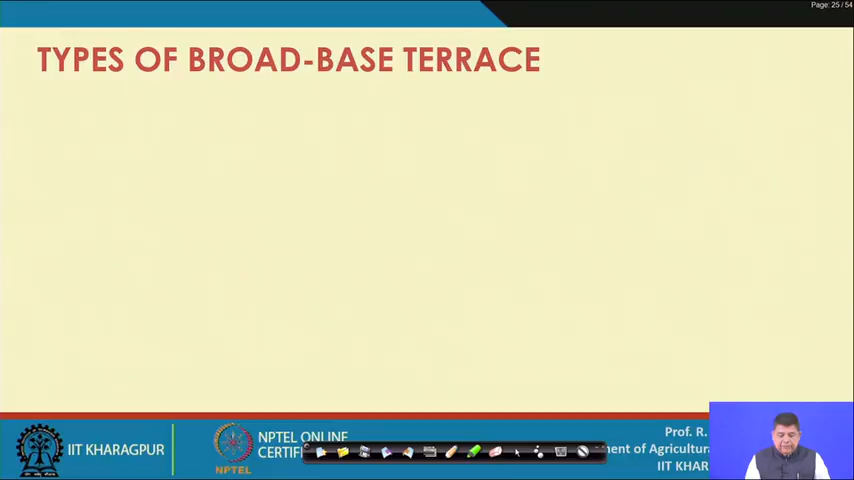 Page: 25 / 54
TYPES OF BROAD-BASE TERRACE
IIT KHARAGPUR
NPTEL
NPTEL ONLINE
CERTIFI
Prof. R.
ment of Agricultura
IIT KHAR